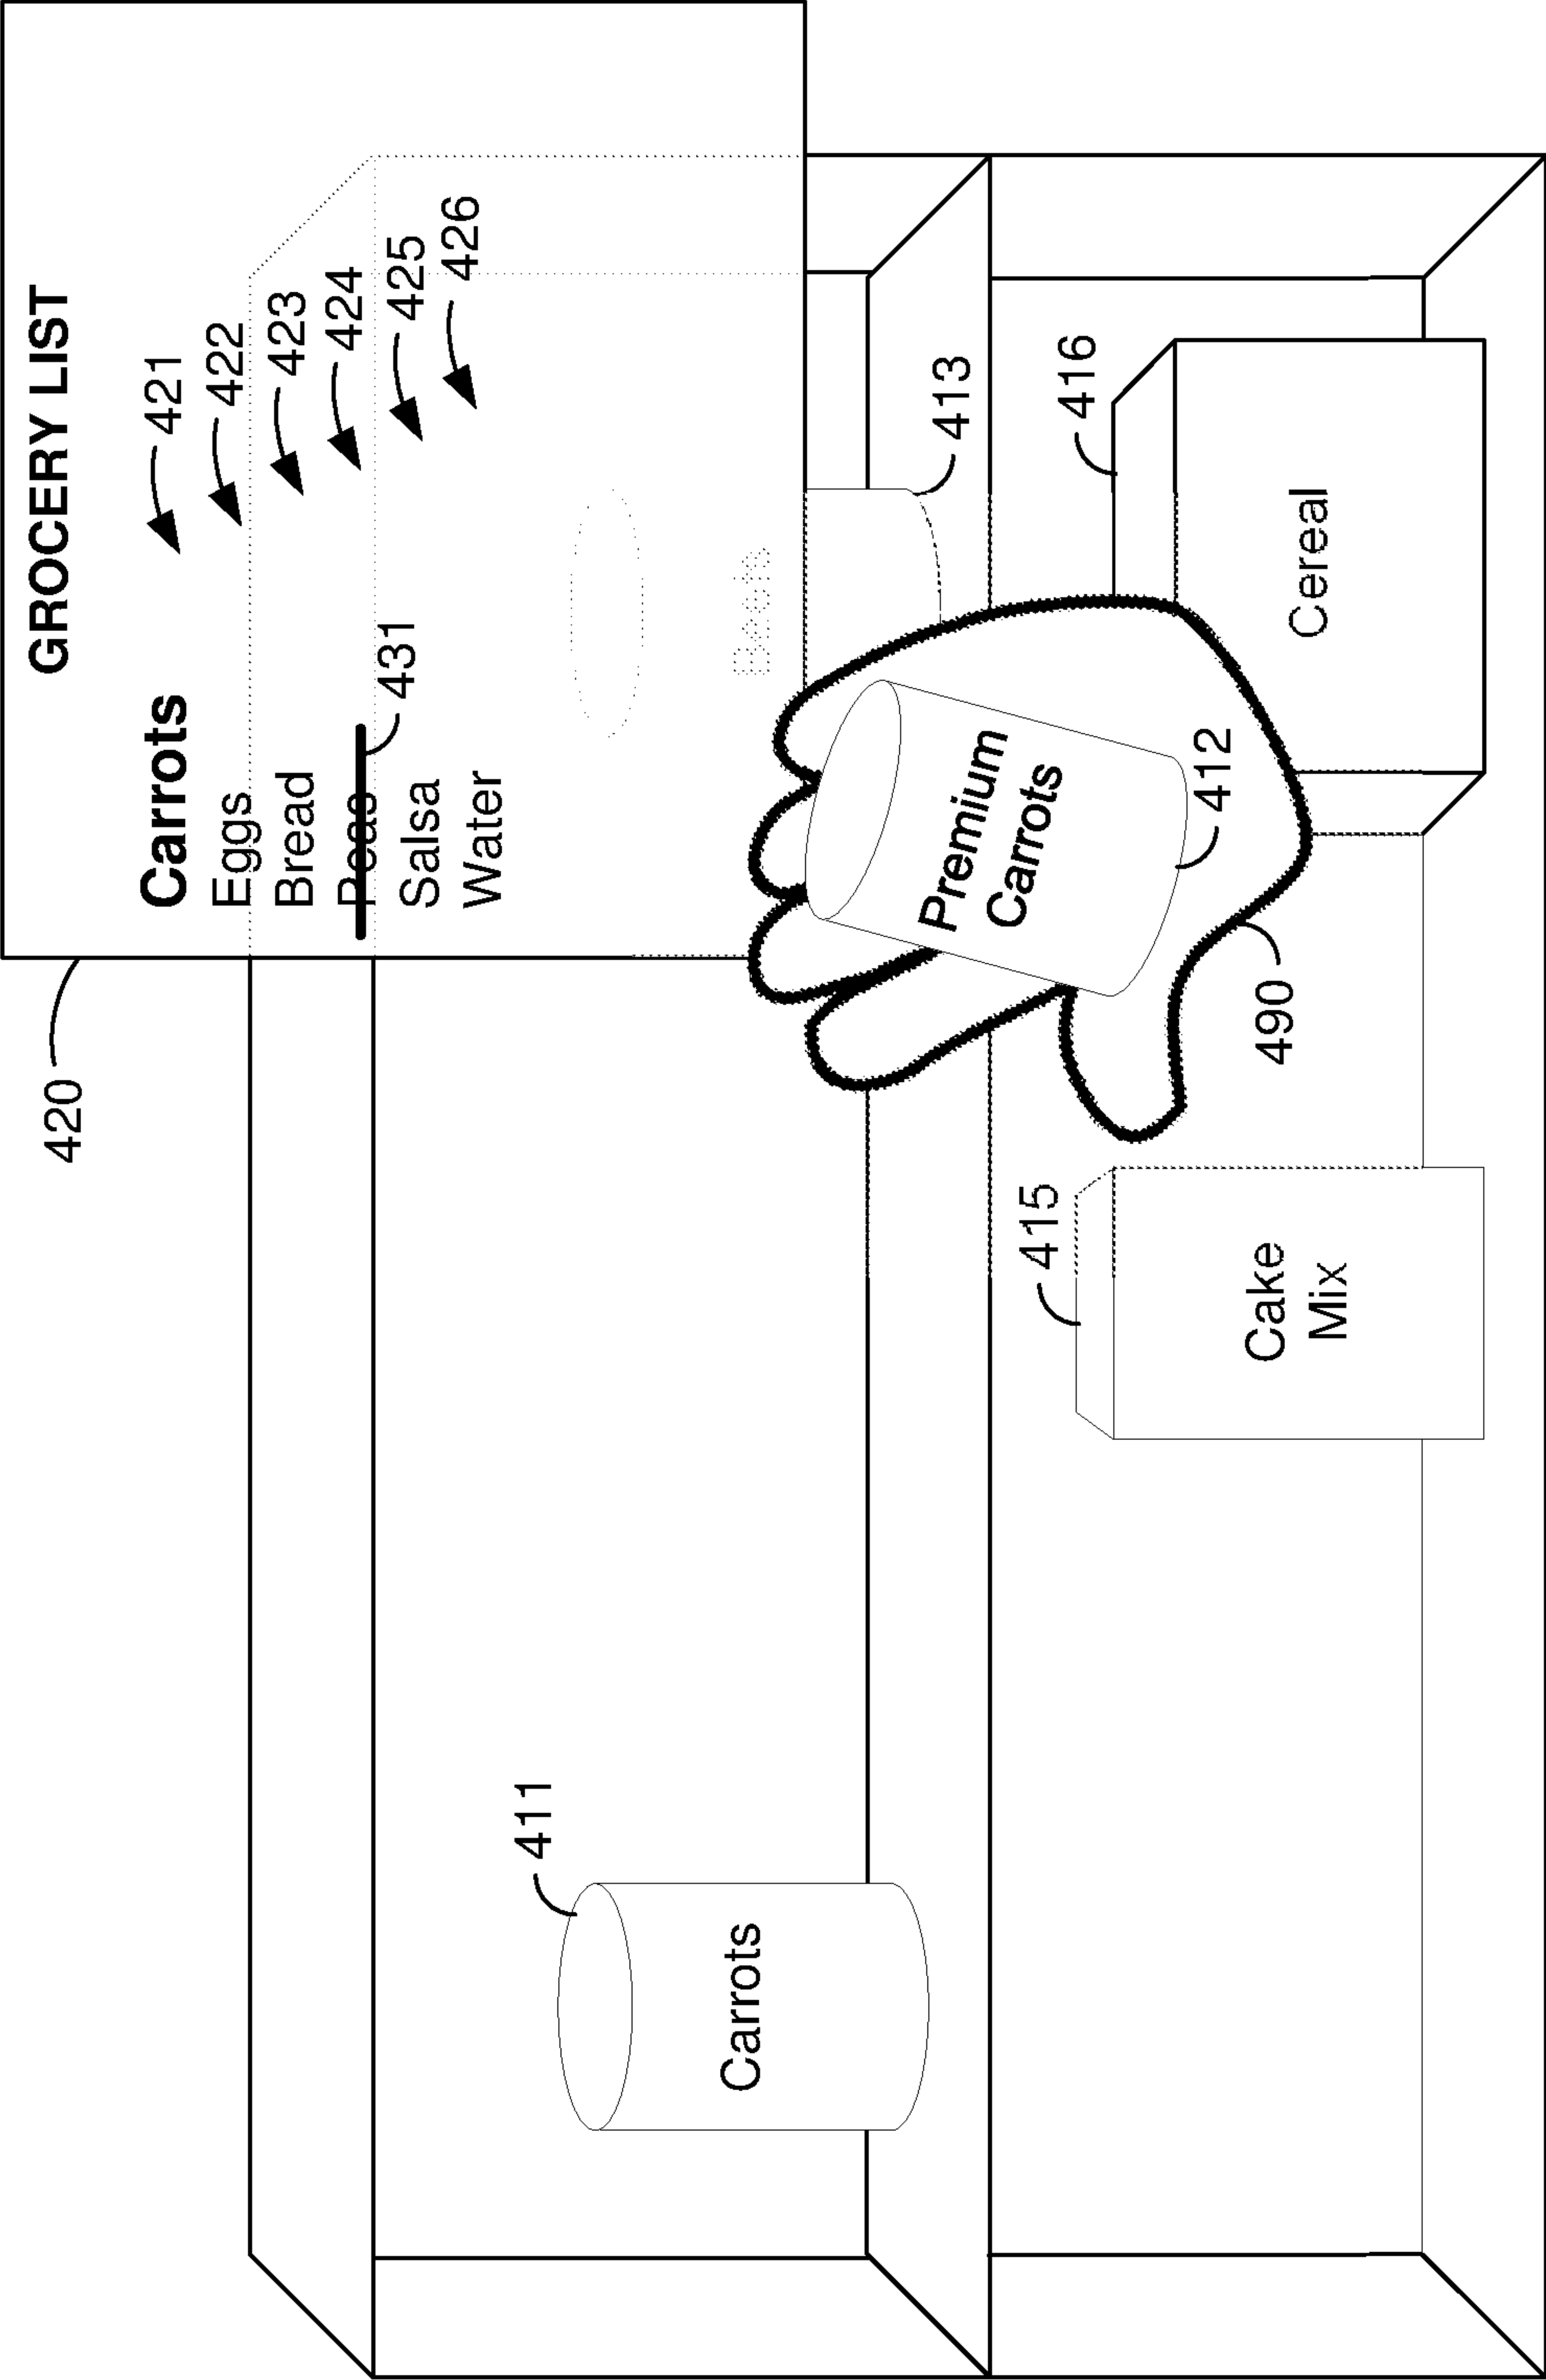 GROCERY LIST
420
Carrots
421
Eggs
422
Bread
423
Peas
424
431
Salsa
425
Water
426
411
Carrots
413
Premium
Carrots
412
415
416
Cake
Mix
490
Cereal